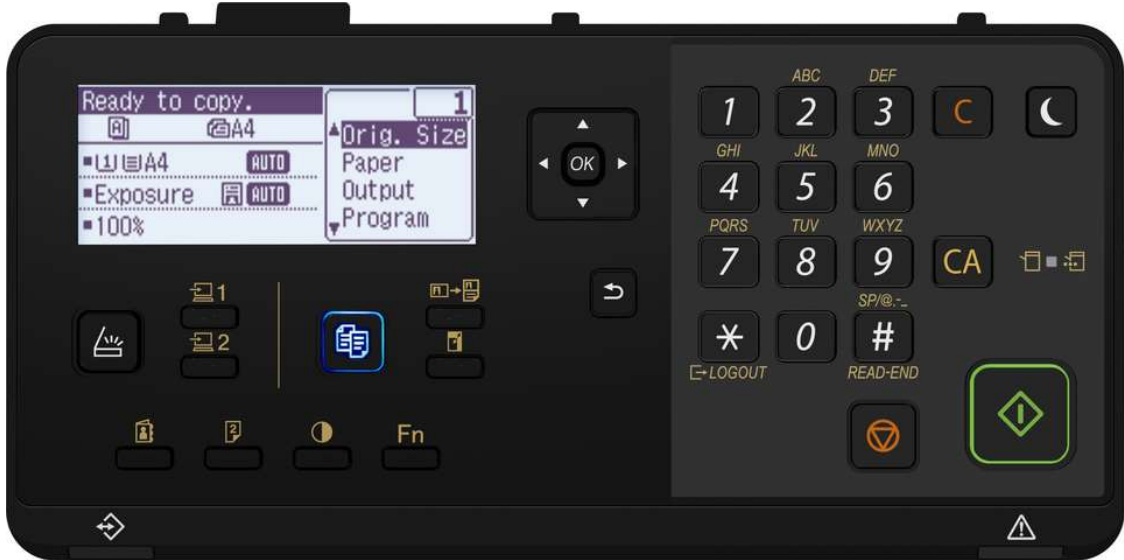 Ready to copy.
1
A4
Orig. Size
1 A4 AUTO
Paper
Exposure AUTO
Output
100%
Program
OK
1
2
Fn
ABC
DEF
1
2
3
C
GHI
JKL
MNO
4
5
6
PQRS
TUV
WXYZ
7
8
9
CA
SP/@.-_
*
0
#
LOGOUT
READ-END